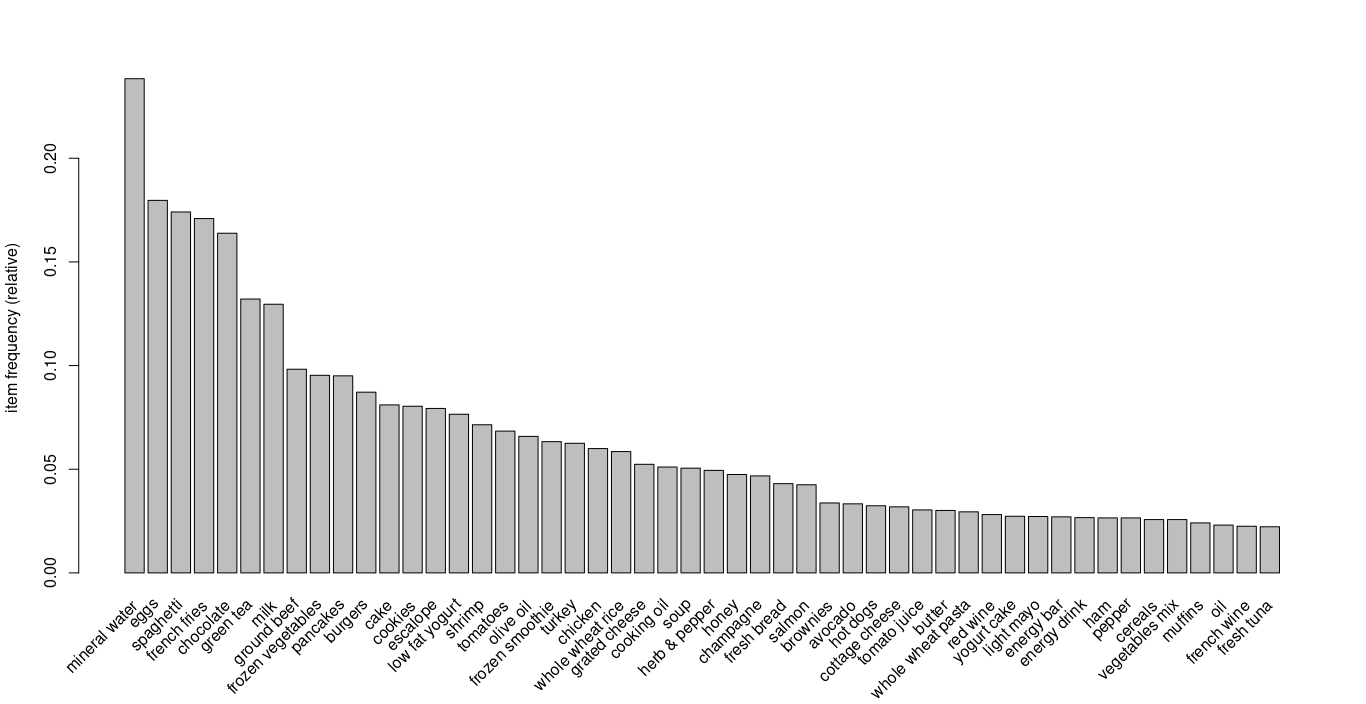 item frequency (relative)
0.20
0.15
0.10
0.05
0.00
mineral water
eggs
spaghetti
french fries
chocolate
green tea
milk
ground beef
frozen vegetables
pancakes
burgers
cake
cookies
escalope
low fat yogurt
shrimp
tomatoes
olive oil
frozen smoothie
turkey
chicken
whole wheat rice
grated cheese
cooking oil
soup
herb & pepper
honey
champagne
fresh bread
salmon
brownies
avocado
hot dogs
cottage cheese
tomato juice
butter
whole wheat pasta
red wine
yogurt cake
light mayo
energy bar
energy drink
ham
pepper
cereals
vegetables mix
muffins
oil
french wine
fresh tuna